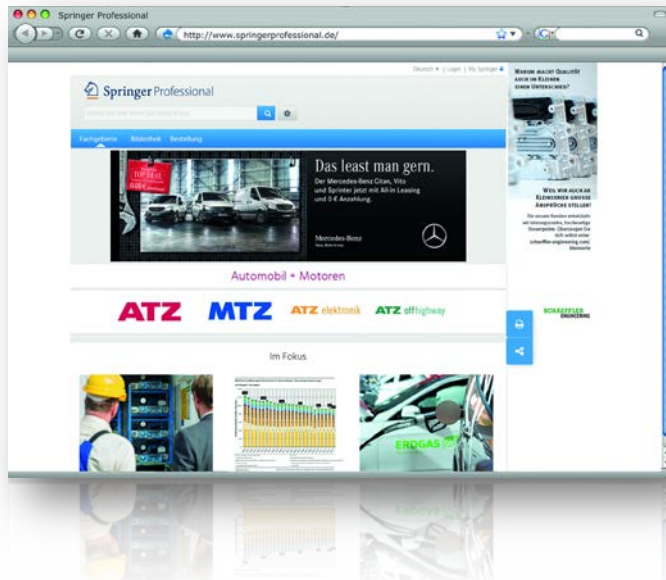 Springer Professional
http://www.springerprofessional.de/
Deutsch | Login | My Springer
Springer Professional
Fachgebiete Bibliothek Bestellung
TOP DEAL
Das least man gern.
Der Mercedes-Benz Citan, Vito
und Sprinter jetzt mit All-in Leasing
und 0 € Anzahlung.
Mercedes-Benz
WARUM MACHT QUALITÄT
AUCH IM KLEINEN
EINEN UNTERSCHIED?
WEIL WIR AUCH AN
KLEINSERIEN GROSSE
ANSPRÜCHE STELLEN!
SCHAEFFLER
ENGINEERING
Automobil + Motoren
ATZ MTZ ATZ elektronik ATZ offhighway
Im Fokus
ERDGAS